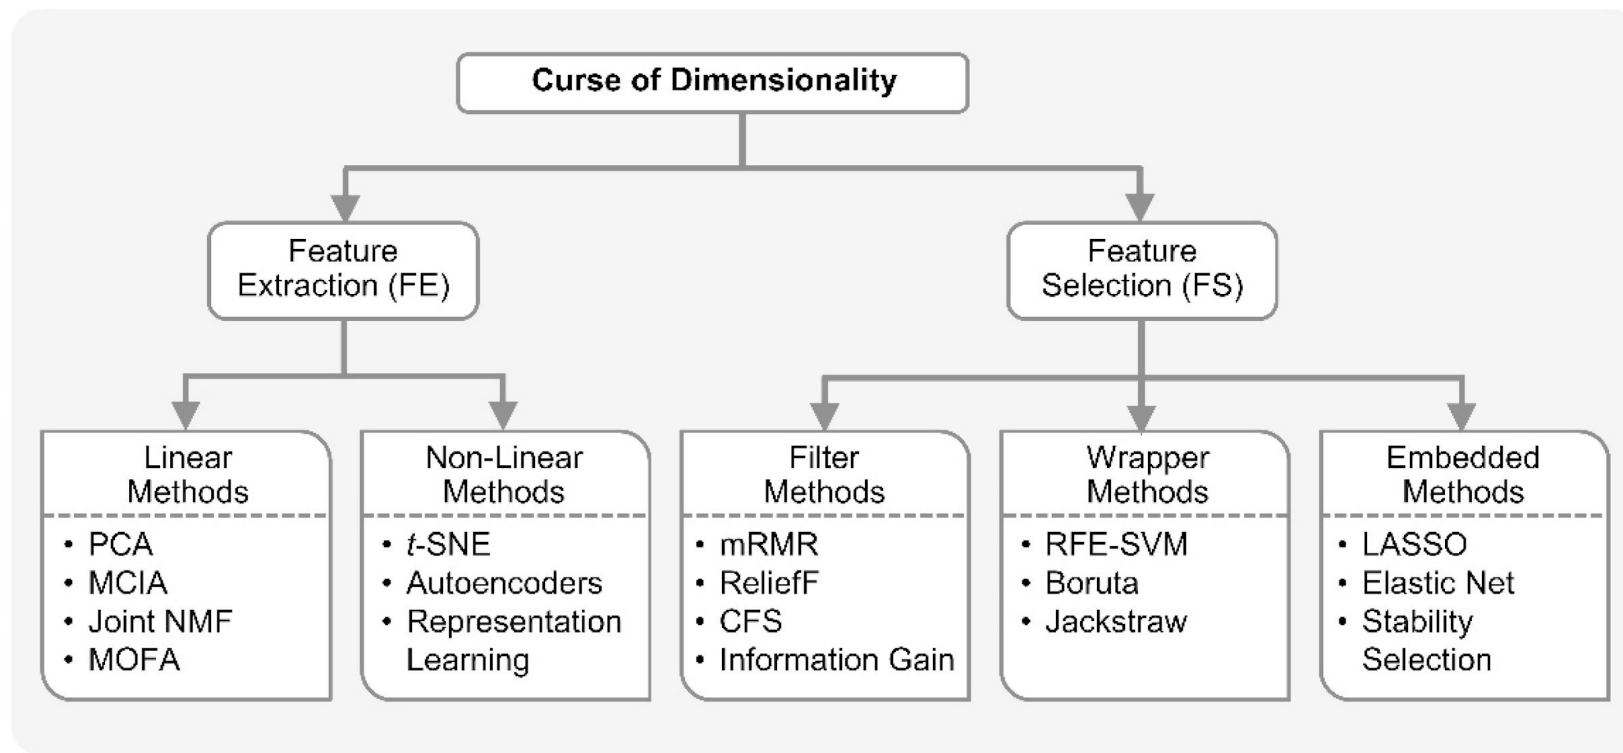 Curse of Dimensionality
Feature
Extraction (FE)
Feature
Selection (FS)
Linear
Methods
• PCA
• MCIA
• Joint NMF
• MOFA
Non-Linear
Methods
• t-SNE
• Autoencoders
• Representation
Learning
Filter
Methods
• mRMR
• ReliefF
• CFS
• Information Gain
Wrapper
Methods
• RFE-SVM
• Boruta
• Jackstraw
Embedded
Methods
• LASSO
• Elastic Net
• Stability
Selection